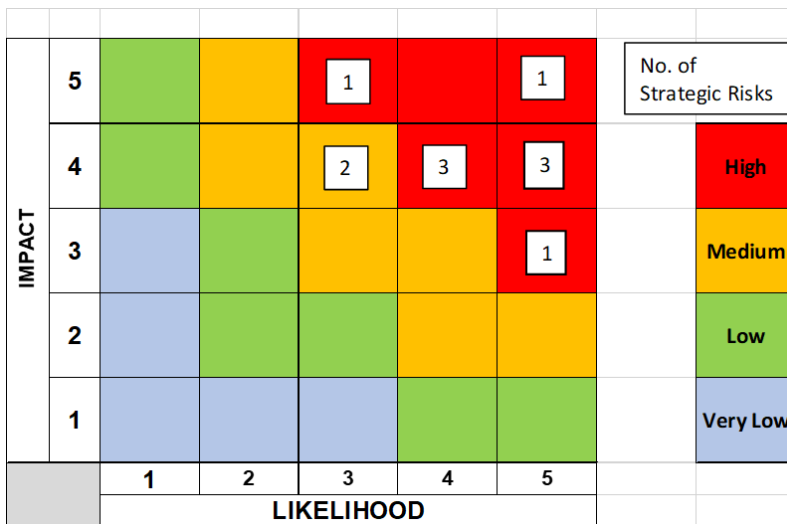 No. of
Strategic Risks
5 1 1
4 2 3 3 High
IMPACT
3 1 Medium
2 Low
1 Very Low
1 2 3 4 5
LIKELIHOOD